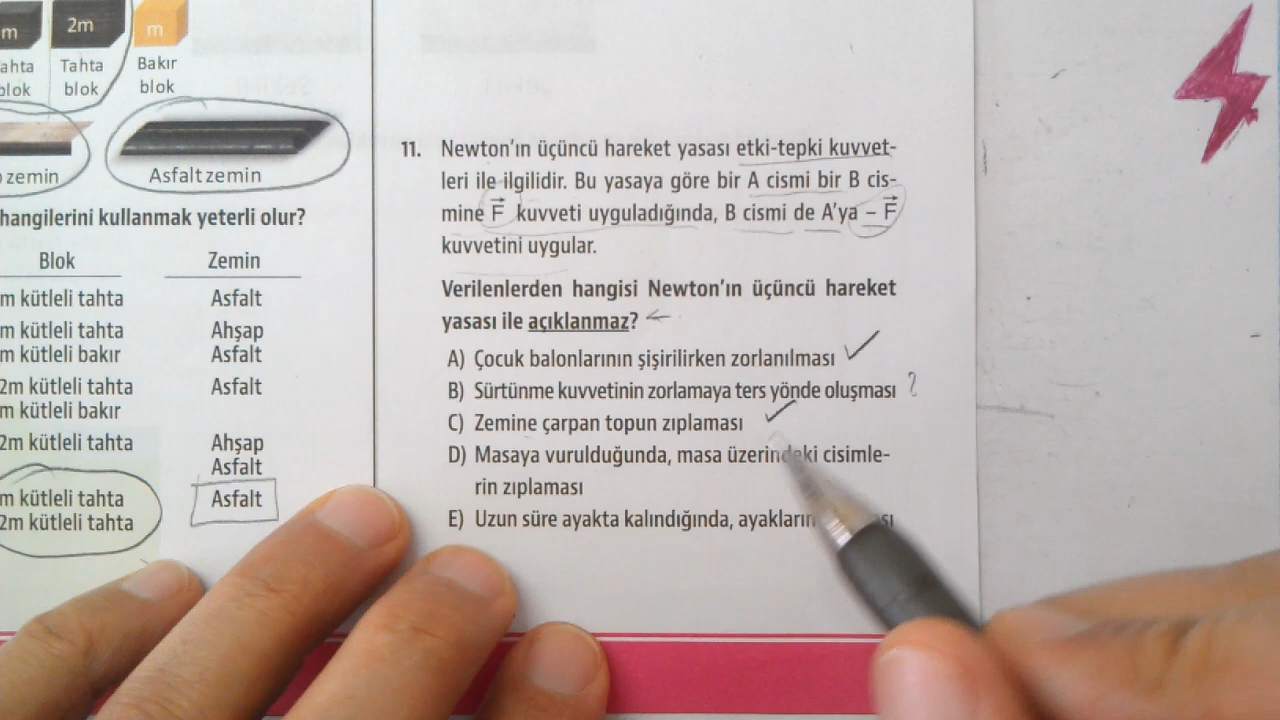 m
2m
m
ahta
blok
Tahta
blok
Bakır
blok
zemin
Asfalt zemin
hangilerini kullanmak yeterli olur?
Blok
Zemin
m kütleli tahta
Asfalt
m kütleli tahta
Ahşap
m kütleli bakır
Asfalt
2m kütleli tahta
Asfalt
m kütleli bakır
2m kütleli tahta
Ahşap
Asfalt
m kütleli tahta
Asfalt
2m kütleli tahta
11. Newton'ın üçüncü hareket yasası etki-tepki kuvvet-
leri ile ilgilidir. Bu yasaya göre bir A cismi bir B cis-
mine F⃗ kuvveti uyguladığında, B cismi de A'ya – F⃗
kuvvetini uygular.
Verilenlerden hangisi Newton'ın üçüncü hareket
yasası ile açıklanmaz?
A) Çocuk balonlarının şişirilirken zorlanılması
B) Sürtünme kuvvetinin zorlamaya ters yönde oluşması ?
C) Zemine çarpan topun zıplaması
D) Masaya vurulduğunda, masa üzerindeki cisimle-
rin zıplaması
E) Uzun süre ayakta kalındığında,